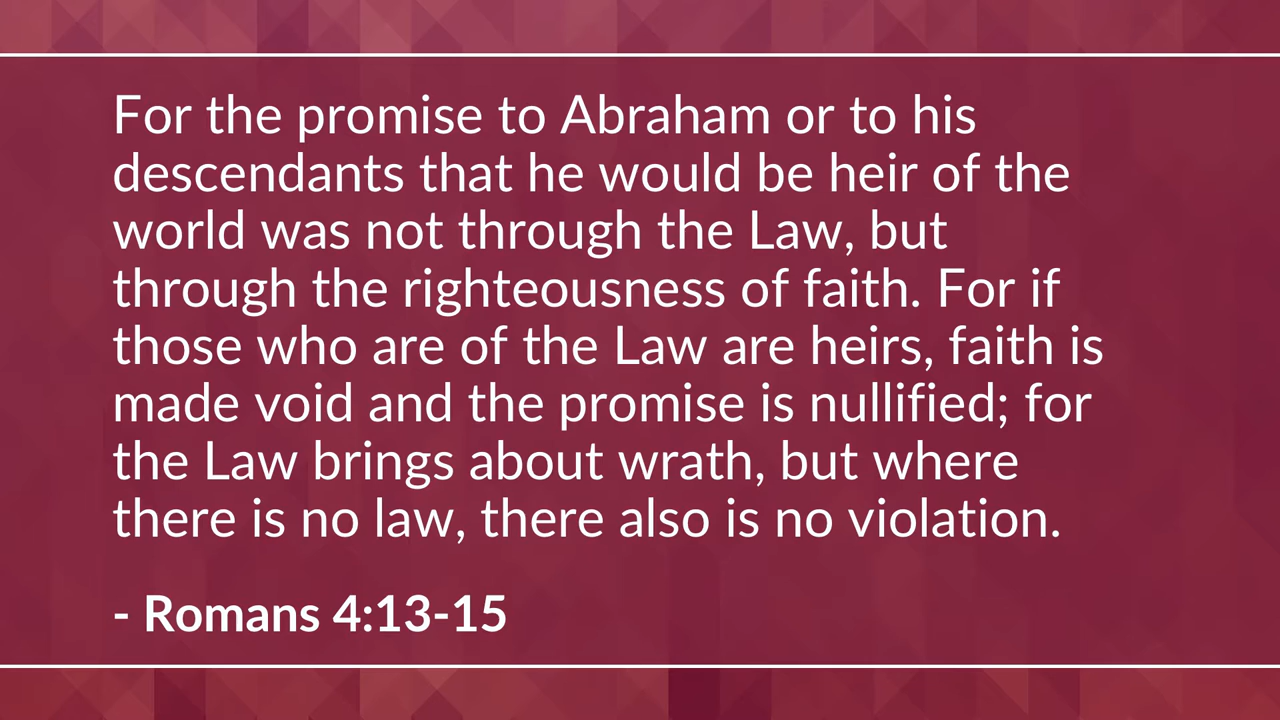 For the promise to Abraham or to his
descendants that he would be heir of the
world was not through the Law, but
through the righteousness of faith. For if
those who are of the Law are heirs, faith is
made void and the promise is nullified; for
the Law brings about wrath, but where
there is no law, there also is no violation.
- Romans 4:13-15